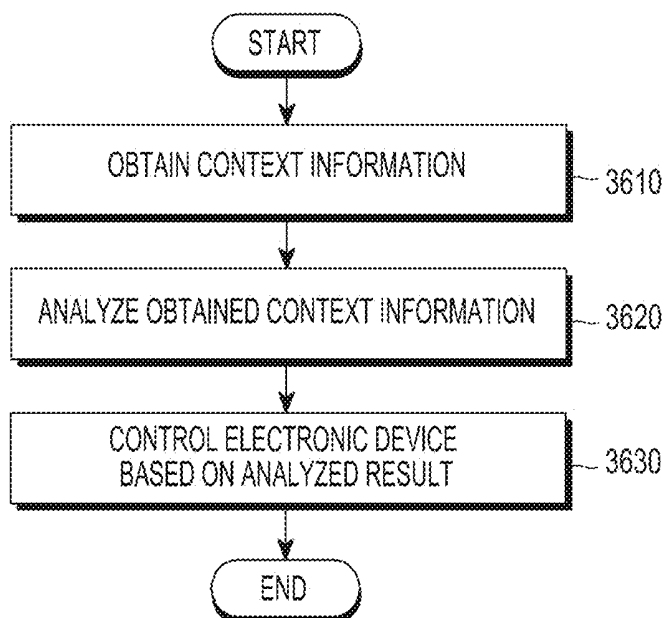 START
OBTAIN CONTEXT INFORMATION
3610
ANALYZE OBTAINED CONTEXT INFORMATION
3620
CONTROL ELECTRONIC DEVICE
BASED ON ANALYZED RESULT
3630
END